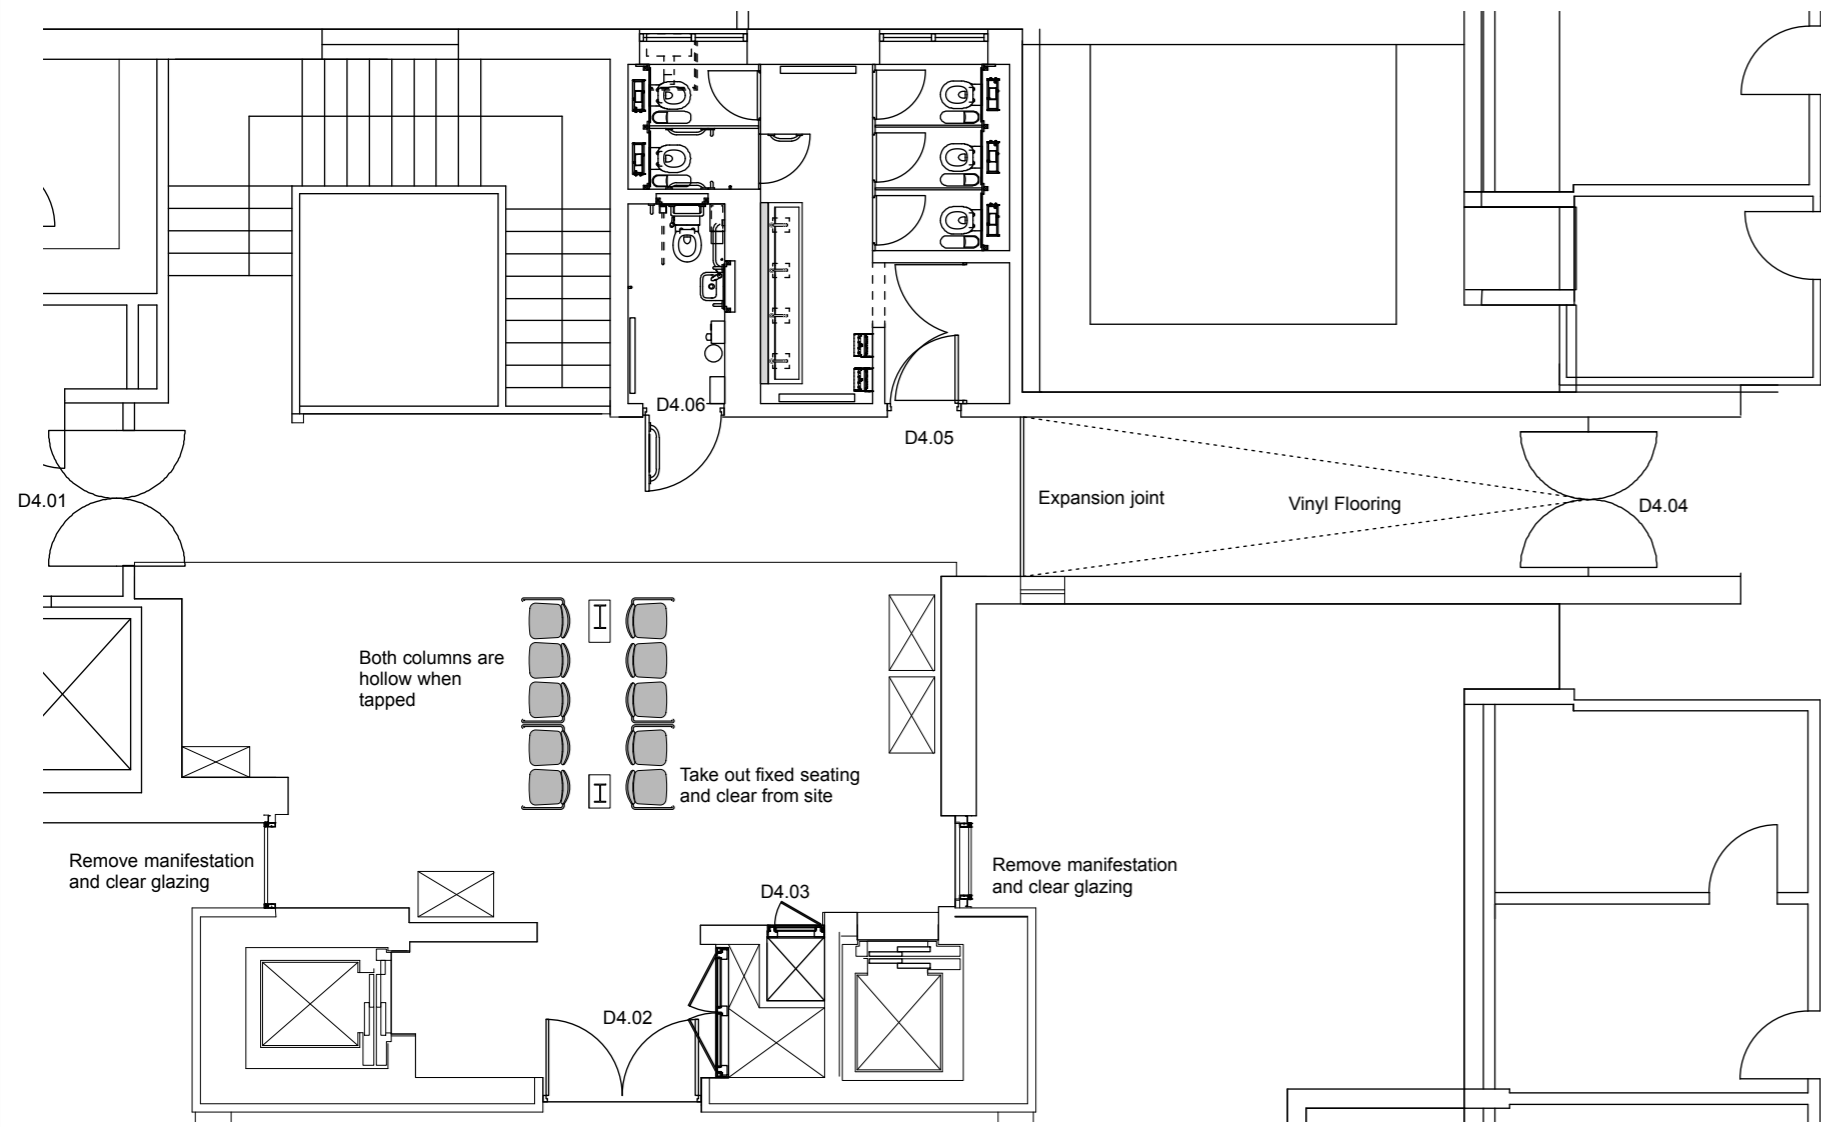 D4.06
D4.05
D4.01
Expansion joint
Vinyl Flooring
D4.04
Both columns are
hollow when
tapped
Take out fixed seating
and clear from site
Remove manifestation
and clear glazing
Remove manifestation
and clear glazing
D4.03
D4.02